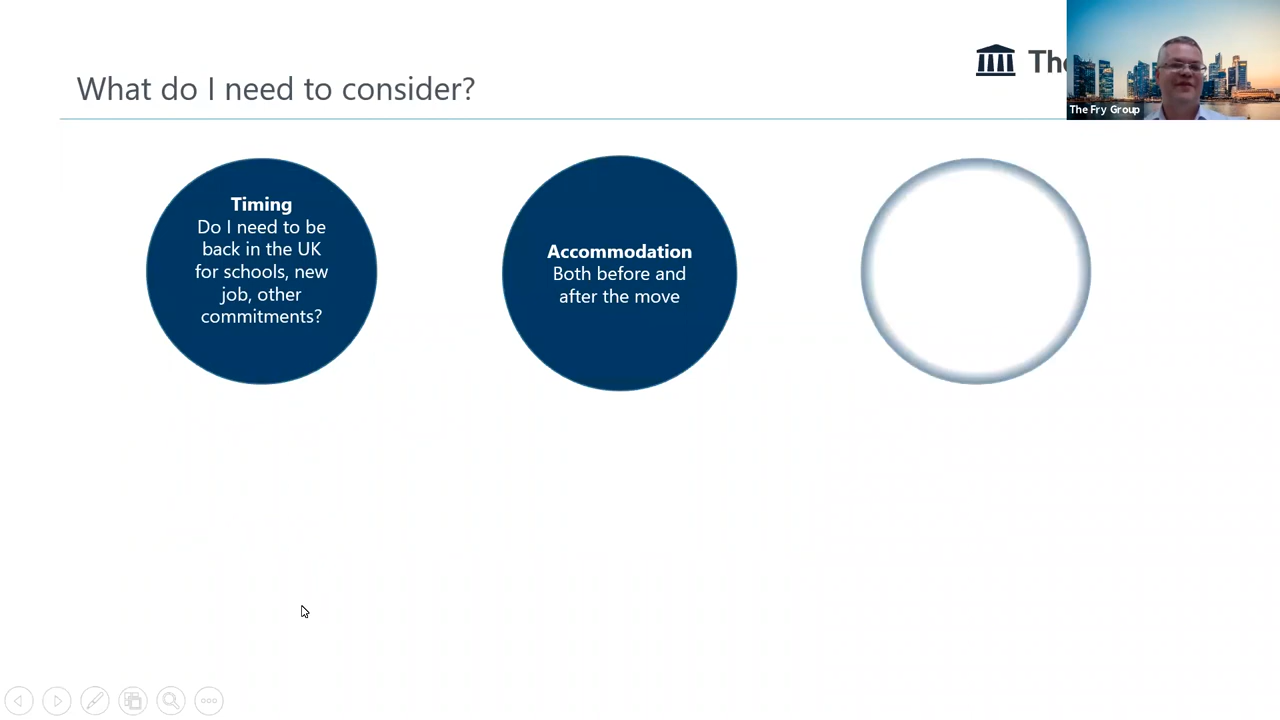 What do I need to consider?
The Fry Group
Timing
Do I need to be
back in the UK
for schools, new
job, other
commitments?
Accommodation
Both before and
after the move